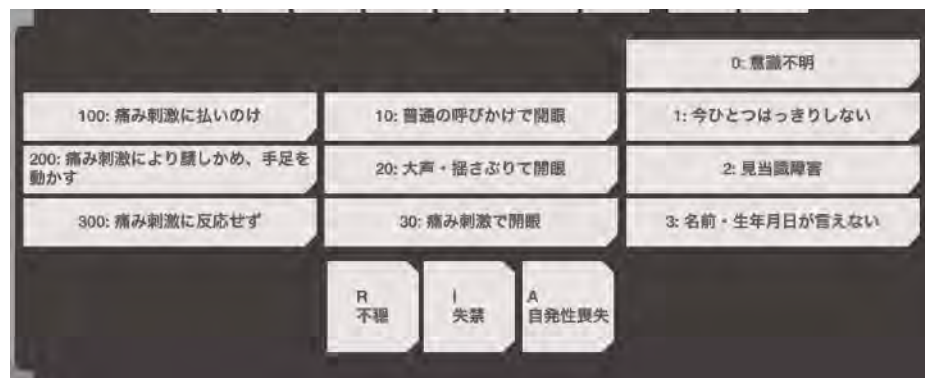 0: 意識不明
100: 痛み刺激に払いのけ
10: 普通の呼びかけで開眼
1: 今ひとつはっきりしない
200: 痛み刺激により顔しかめ、手足を
動かす
20: 大声・揺さぶりで開眼
2: 見当識障害
300: 痛み刺激に反応せず
30: 痛み刺激で開眼
3: 名前・生年月日が言えない
R
不穏
I
失禁
A
自発性喪失